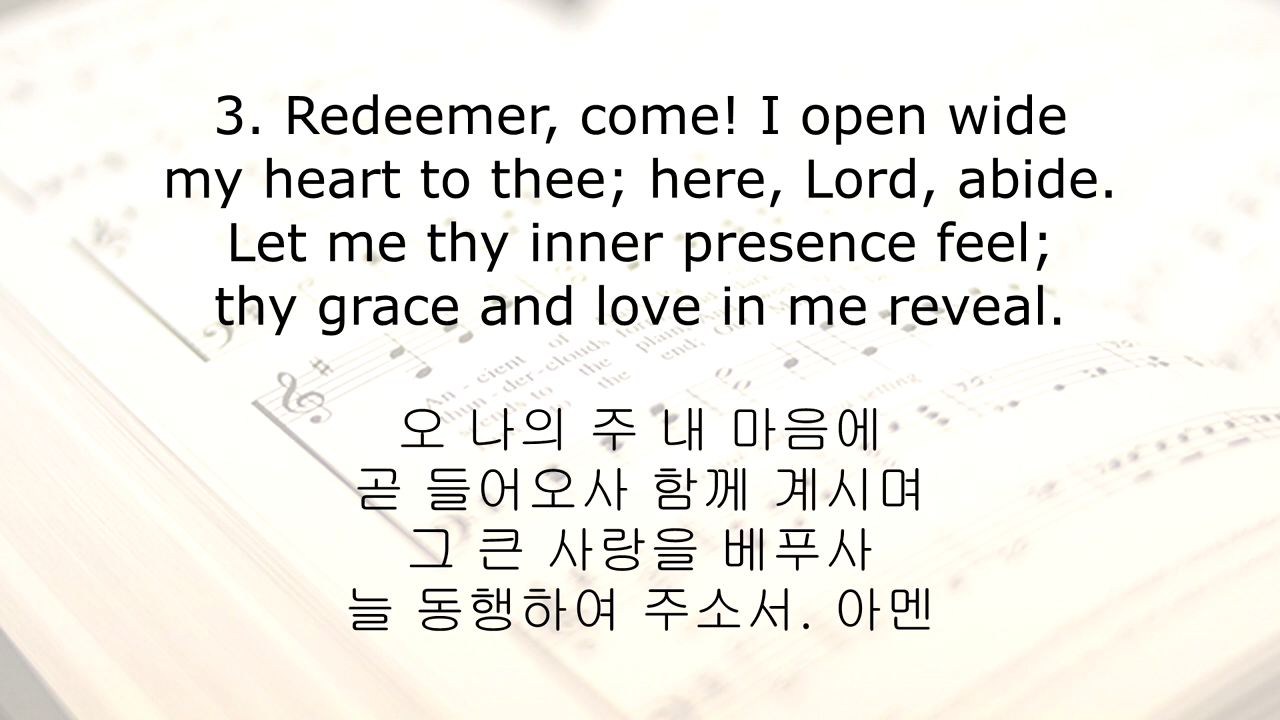 3. Redeemer, come! I open wide
my heart to thee; here, Lord, abide.
Let me thy inner presence feel;
thy grace and love in me reveal.
오 나의 주 내 마음에
곧 들어오사 함께 계시며
그 큰 사랑을 베푸사
늘 동행하여 주소서. 아멘